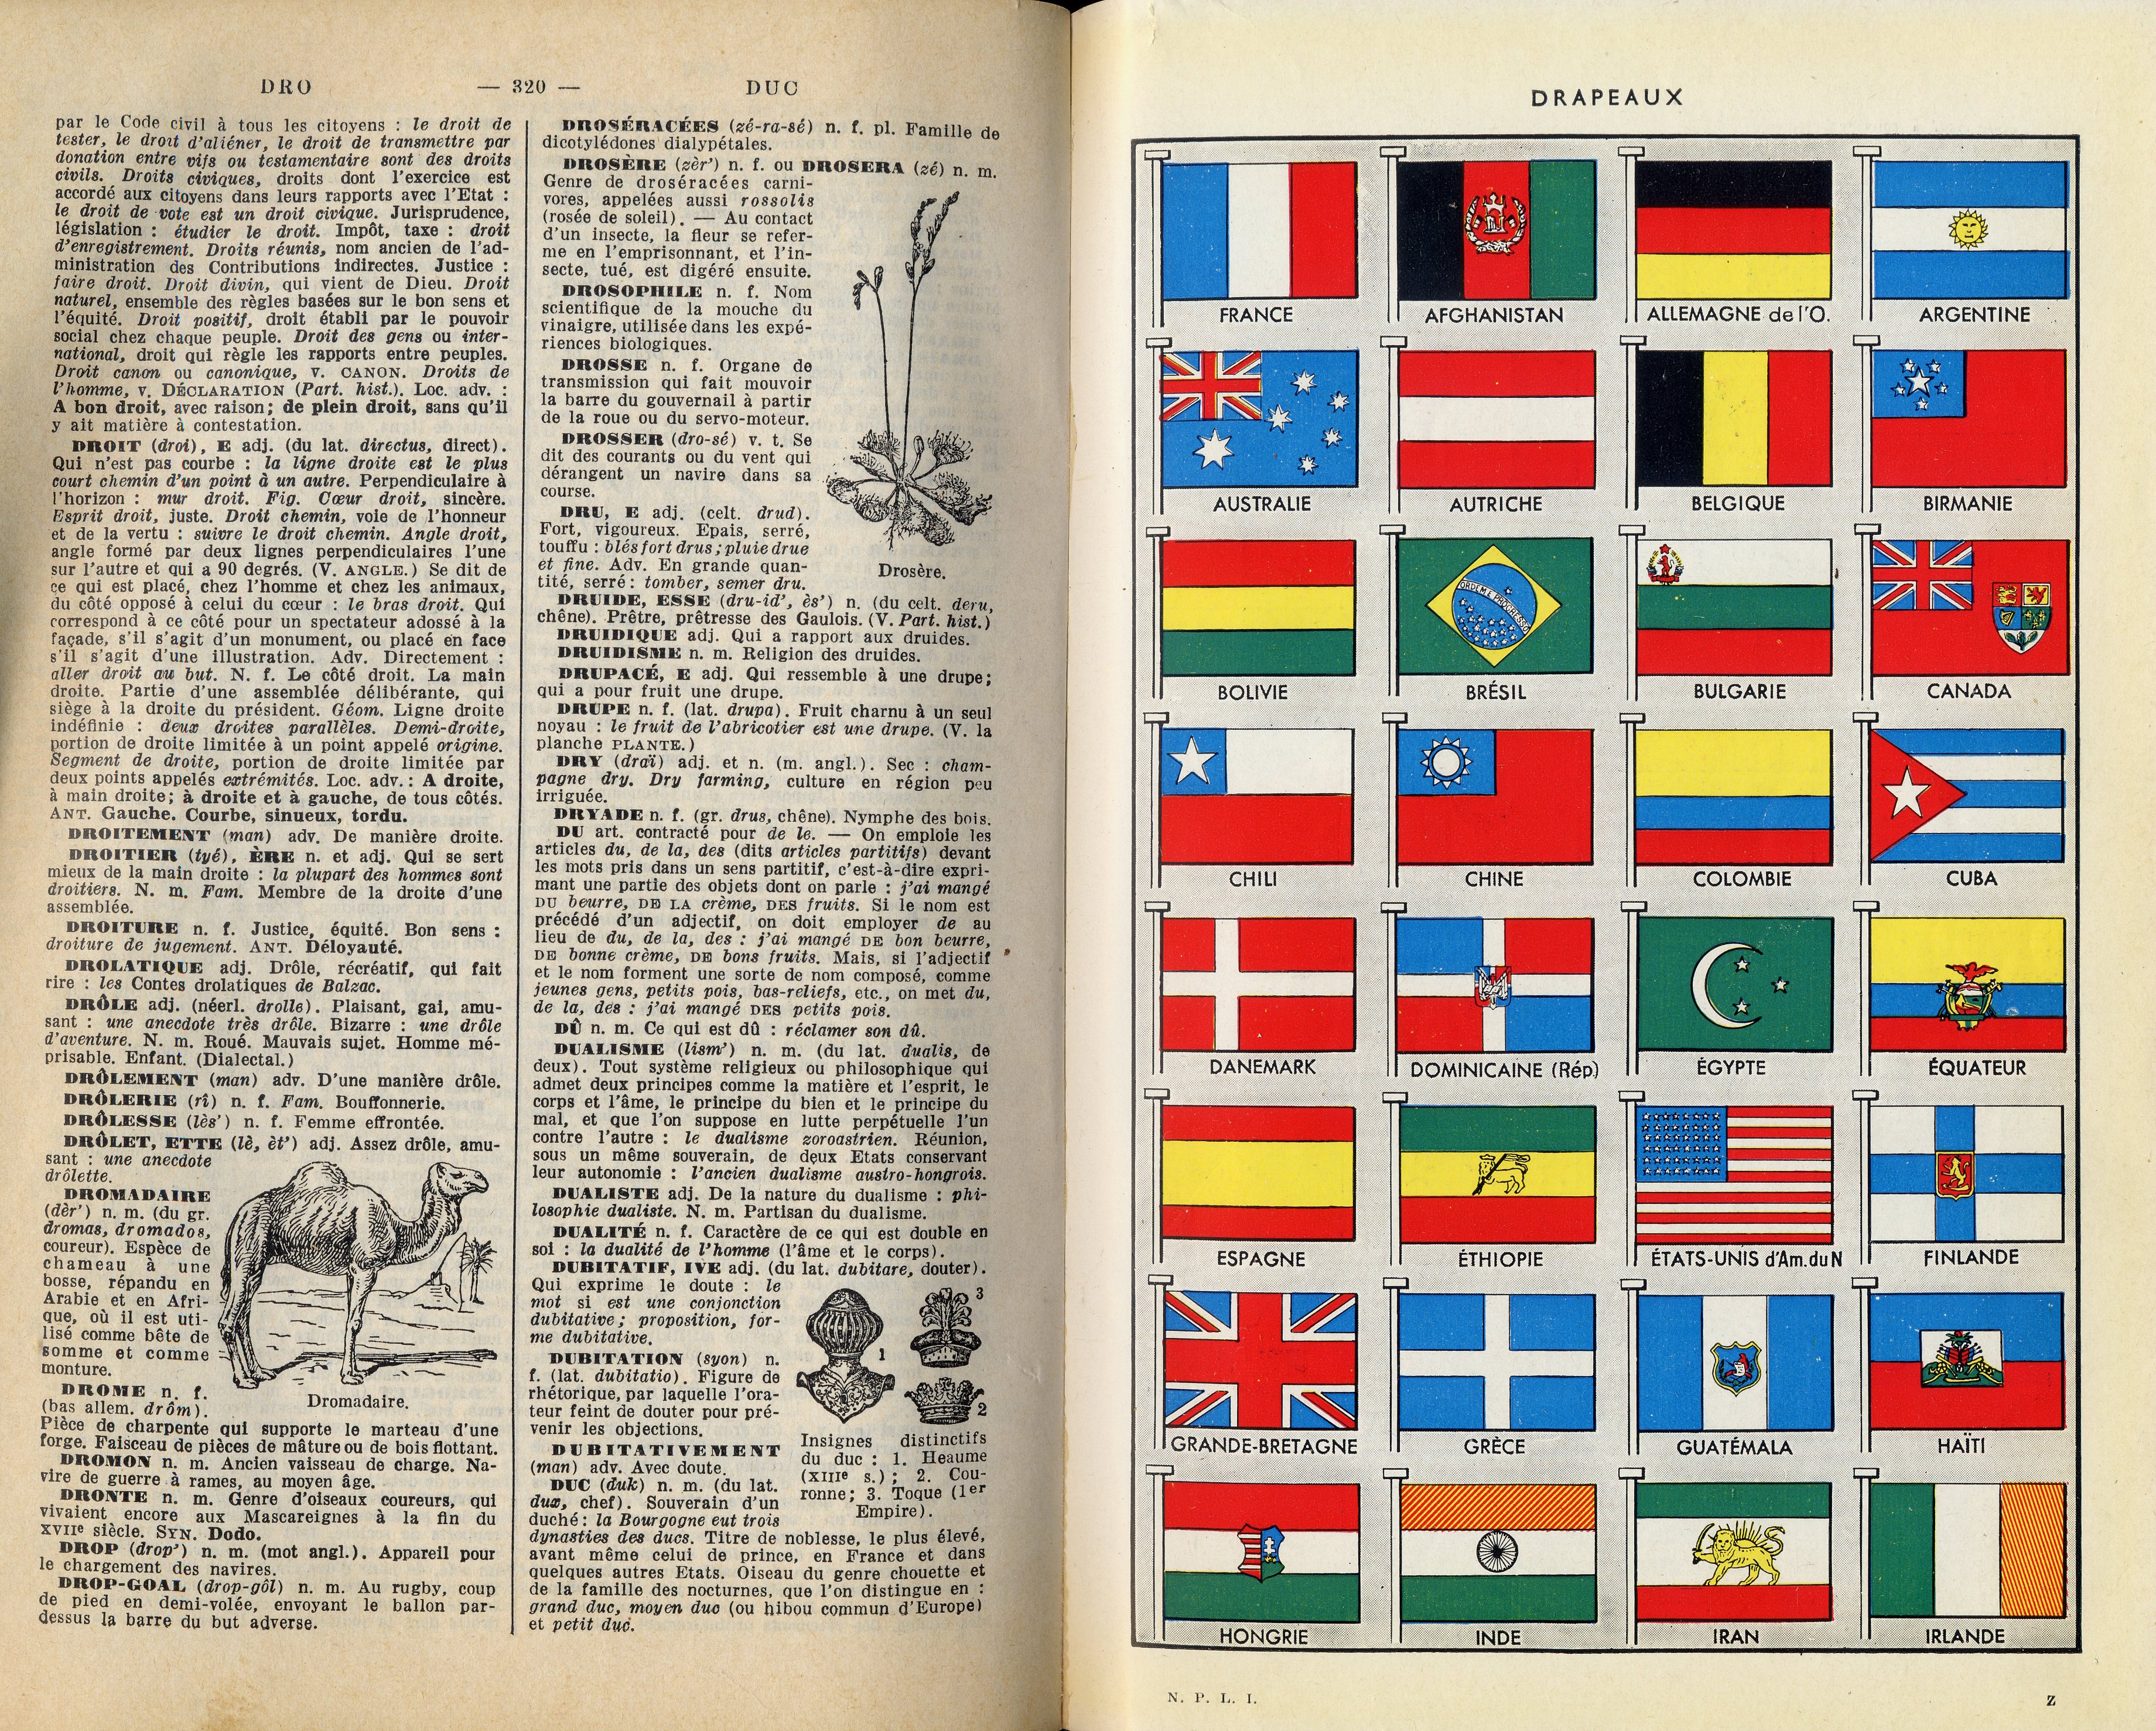 DRO — 320 — DUC
par le Code civil à tous les citoyens : le droit de
tester, le droit d'aliéner, le droit de transmettre par
donation entre vifs ou testamentaire sont des droits
civils. Droits civiques, droits dont l'exercice est
accordé aux citoyens dans leurs rapports avec l'Etat :
le droit de vote est un droit civique. Jurisprudence,
législation : étudier le droit. Impôt, taxe : droit
d'enregistrement. Droits réunis, nom ancien de l'ad-
ministration des Contributions indirectes. Justice :
faire droit. Droit divin, qui vient de Dieu. Droit
naturel, ensemble des règles basées sur le bon sens et
l'équité. Droit positif, droit établi par le pouvoir
social chez chaque peuple. Droit des gens ou inter-
national, droit qui règle les rapports entre peuples.
Droit canon ou canonique, v. CANON. Droits de
l'homme, v. DÉCLARATION (Part. hist.). Loc. adv. :
A bon droit, avec raison; de plein droit, sans qu'il
y ait matière à contestation.
DROIT (droi), E adj. (du lat. directus, direct).
Qui n'est pas courbe : la ligne droite est le plus
court chemin d'un point à un autre. Perpendiculaire à
l'horizon : mur droit. Fig. Cœur droit, sincère.
Esprit droit, juste. Droit chemin, voie de l'honneur
et de la vertu : suivre le droit chemin. Angle droit,
angle formé par deux lignes perpendiculaires l'une
sur l'autre et qui a 90 degrés. (V. ANGLE.) Se dit de
ce qui est placé, chez l'homme et chez les animaux,
du côté opposé à celui du cœur : le bras droit. Qui
correspond à ce côté pour un spectateur adossé à la
façade, s'il s'agit d'un monument, ou placé en face
s'il s'agit d'une illustration. Adv. Directement :
aller droit au but. N. f. Le côté droit. La main
droite. Partie d'une assemblée délibérante, qui
siège à la droite du président. Géom. Ligne droite
indéfinie : deux droites parallèles. Demi-droite,
portion de droite limitée à un point appelé origine.
Segment de droite, portion de droite limitée par
deux points appelés extrémités. Loc. adv. : A droite,
à main droite; à droite et à gauche, de tous côtés.
ANT. Gauche. Courbe, sinueux, tordu.
DROITEMENT (man) adv. De manière droite.
DROITIER (tyé), ÈRE n. et adj. Qui se sert
mieux de la main droite : la plupart des hommes sont
droitiers. N. m. Fam. Membre de la droite d'une
assemblée.
DROITURE n. f. Justice, équité. Bon sens :
droiture de jugement. ANT. Déloyauté.
DROLATIQUE adj. Drôle, récréatif, qui fait
rire : les Contes drolatiques de Balzac.
DRÔLE adj. (néerl. drolle). Plaisant, gai, amu-
sant : une anecdote très drôle. Bizarre : une drôle
d'aventure. N. m. Roué. Mauvais sujet. Homme mé-
prisable. Enfant. (Dialectal.)
DRÔLEMENT (man) adv. D'une manière drôle.
DRÔLERIE (rî) n. f. Fam. Bouffonnerie.
DRÔLESSE (lès') n. f. Femme effrontée.
DRÔLET, ETTE (lè, èt') adj. Assez drôle, amu-
sant : une anecdote
drôlette.
DROMADAIRE
(dèr') n. m. (du gr.
dromas, dromados,
coureur). Espèce de
chameau à une
bosse, répandu en
Arabie et en Afri-
que, où il est uti-
lisé comme bête de
somme et comme
monture.
DROME n. f.
(bas allem. drôm).
Dromadaire.
Pièce de charpente qui supporte le marteau d'une
forge. Faisceau de pièces de mâture ou de bois flottant.
DROMON n. m. Ancien vaisseau de charge. Na-
vire de guerre à rames, au moyen âge.
DRONTE n. m. Genre d'oiseaux coureurs, qui
vivaient encore aux Mascareignes à la fin du
XVIIe siècle. SYN. Dodo.
DROP (drop') n. m. (mot angl.). Appareil pour
le chargement des navires.
DROP-GOAL (drop-gôl) n. m. Au rugby, coup
de pied en demi-volée, envoyant le ballon par-
dessus la barre du but adverse.
DROSÉRACÉES (zé-ra-sé) n. f. pl. Famille de
dicotylédones dialypétales.
DROSÈRE (zèr') n. f. ou DROSERA (zé) n. m.
Genre de droséracées carni-
vores, appelées aussi rossolis
(rosée de soleil). — Au contact
d'un insecte, la fleur se refer-
me en l'emprisonnant, et l'in-
secte, tué, est digéré ensuite.
DROSOPHILE n. f. Nom
scientifique de la mouche du
vinaigre, utilisée dans les expé-
riences biologiques.
DROSSE n. f. Organe de
transmission qui fait mouvoir
la barre du gouvernail à partir
de la roue ou du servo-moteur.
DROSSER (dro-sé) v. t. Se
dit des courants ou du vent qui
dérangent un navire dans sa
course.
DRU, E adj. (celt. drud).
Fort, vigoureux. Epais, serré,
touffu : blés fort drus; pluie drue
et fine. Adv. En grande quan-
tité, serré : tomber, semer dru.
Drosère.
DRUIDE, ESSE (dru-id', ès') n. (du celt. deru,
chêne). Prêtre, prêtresse des Gaulois. (V. Part. hist.)
DRUIDIQUE adj. Qui a rapport aux druides.
DRUIDISME n. m. Religion des druides.
DRUPACÉ, E adj. Qui ressemble à une drupe;
qui a pour fruit une drupe.
DRUPE n. f. (lat. drupa). Fruit charnu à un seul
noyau : le fruit de l'abricotier est une drupe. (V. la
planche PLANTE.)
DRY (draï) adj. et n. (m. angl.). Sec : cham-
pagne dry. Dry farming, culture en région peu
irriguée.
DRYADE n. f. (gr. drus, chêne). Nymphe des bois.
DU art. contracté pour de le. — On emploie les
articles du, de la, des (dits articles partitifs) devant
les mots pris dans un sens partitif, c'est-à-dire expri-
mant une partie des objets dont on parle : j'ai mangé
DU beurre, DE LA crème, DES fruits. Si le nom est
précédé d'un adjectif, on doit employer de au
lieu de du, de la, des : j'ai mangé DE bon beurre,
DE bonne crème, DE bons fruits. Mais, si l'adjectif
et le nom forment une sorte de nom composé, comme
jeunes gens, petits pois, bas-reliefs, etc., on met du,
de la, des : j'ai mangé DES petits pois.
DÛ n. m. Ce qui est dû : réclamer son dû.
DUALISME (lism') n. m. (du lat. dualis, de
deux). Tout système religieux ou philosophique qui
admet deux principes comme la matière et l'esprit, le
corps et l'âme, le principe du bien et le principe du
mal, et que l'on suppose en lutte perpétuelle l'un
contre l'autre : le dualisme zoroastrien. Réunion,
sous un même souverain, de deux Etats conservant
leur autonomie : l'ancien dualisme austro-hongrois.
DUALISTE adj. De la nature du dualisme : phi-
losophie dualiste. N. m. Partisan du dualisme.
DUALITÉ n. f. Caractère de ce qui est double en
soi : la dualité de l'homme (l'âme et le corps).
DUBITATIF, IVE adj. (du lat. dubitare, douter).
Qui exprime le doute : le
mot si est une conjonction
dubitative; proposition, for-
me dubitative.
DUBITATION (syon) n.
f. (lat. dubitatio). Figure de
rhétorique, par laquelle l'ora-
teur feint de douter pour pré-
venir les objections.
DUBITATIVEMENT
(man) adv. Avec doute.
DUC (duk) n. m. (du lat.
dux, chef). Souverain d'un
duché : la Bourgogne eut trois
1
3
2
Insignes distinctifs
du duc : 1. Heaume
(XIIIe s.); 2. Cou-
ronne; 3. Toque (1er
Empire).
dynasties des ducs. Titre de noblesse, le plus élevé,
avant même celui de prince, en France et dans
quelques autres Etats. Oiseau du genre chouette et
de la famille des nocturnes, que l'on distingue en :
grand duc, moyen duc (ou hibou commun d'Europe)
et petit duc.
DRAPEAUX
FRANCE AFGHANISTAN ALLEMAGNE de l'O. ARGENTINE
AUSTRALIE AUTRICHE BELGIQUE BIRMANIE
ORDEM E PROGRESSO
BOLIVIE BRÉSIL BULGARIE CANADA
CHILI CHINE COLOMBIE CUBA
DANEMARK DOMINICAINE (Rép) ÉGYPTE ÉQUATEUR
ESPAGNE ÉTHIOPIE ÉTATS-UNIS d'Am.du N FINLANDE
GRANDE-BRETAGNE GRÈCE GUATÉMALA HAÏTI
HONGRIE INDE IRAN IRLANDE
N. P. L. I. Z